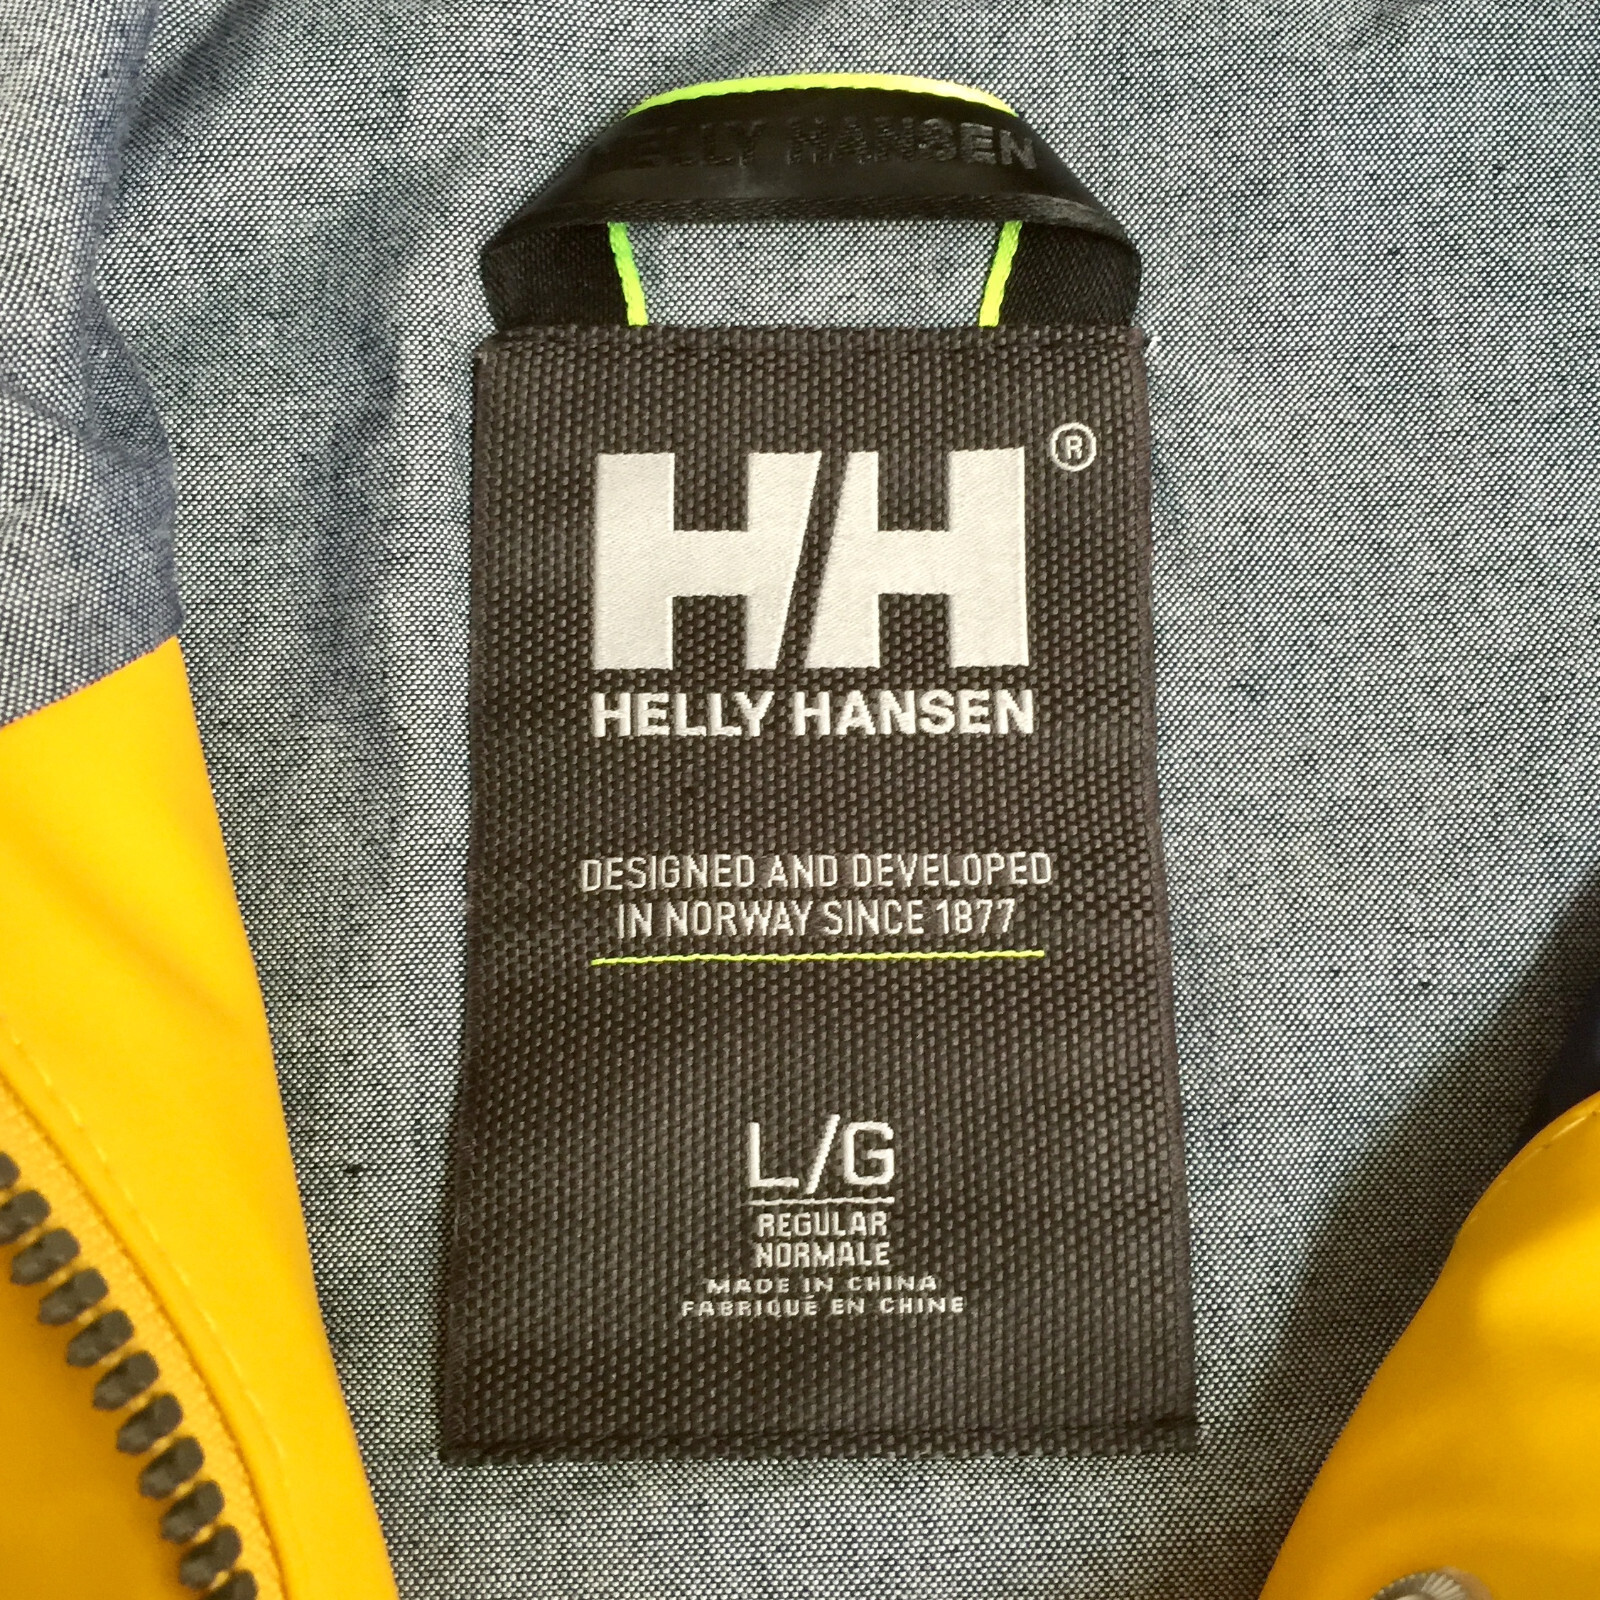 HELLY HANSEN
HH®
HELLY HANSEN
DESIGNED AND DEVELOPED
IN NORWAY SINCE 1877
L/G
REGULAR
NORMALE
MADE IN CHINA
FABRIQUÉ EN CHINE